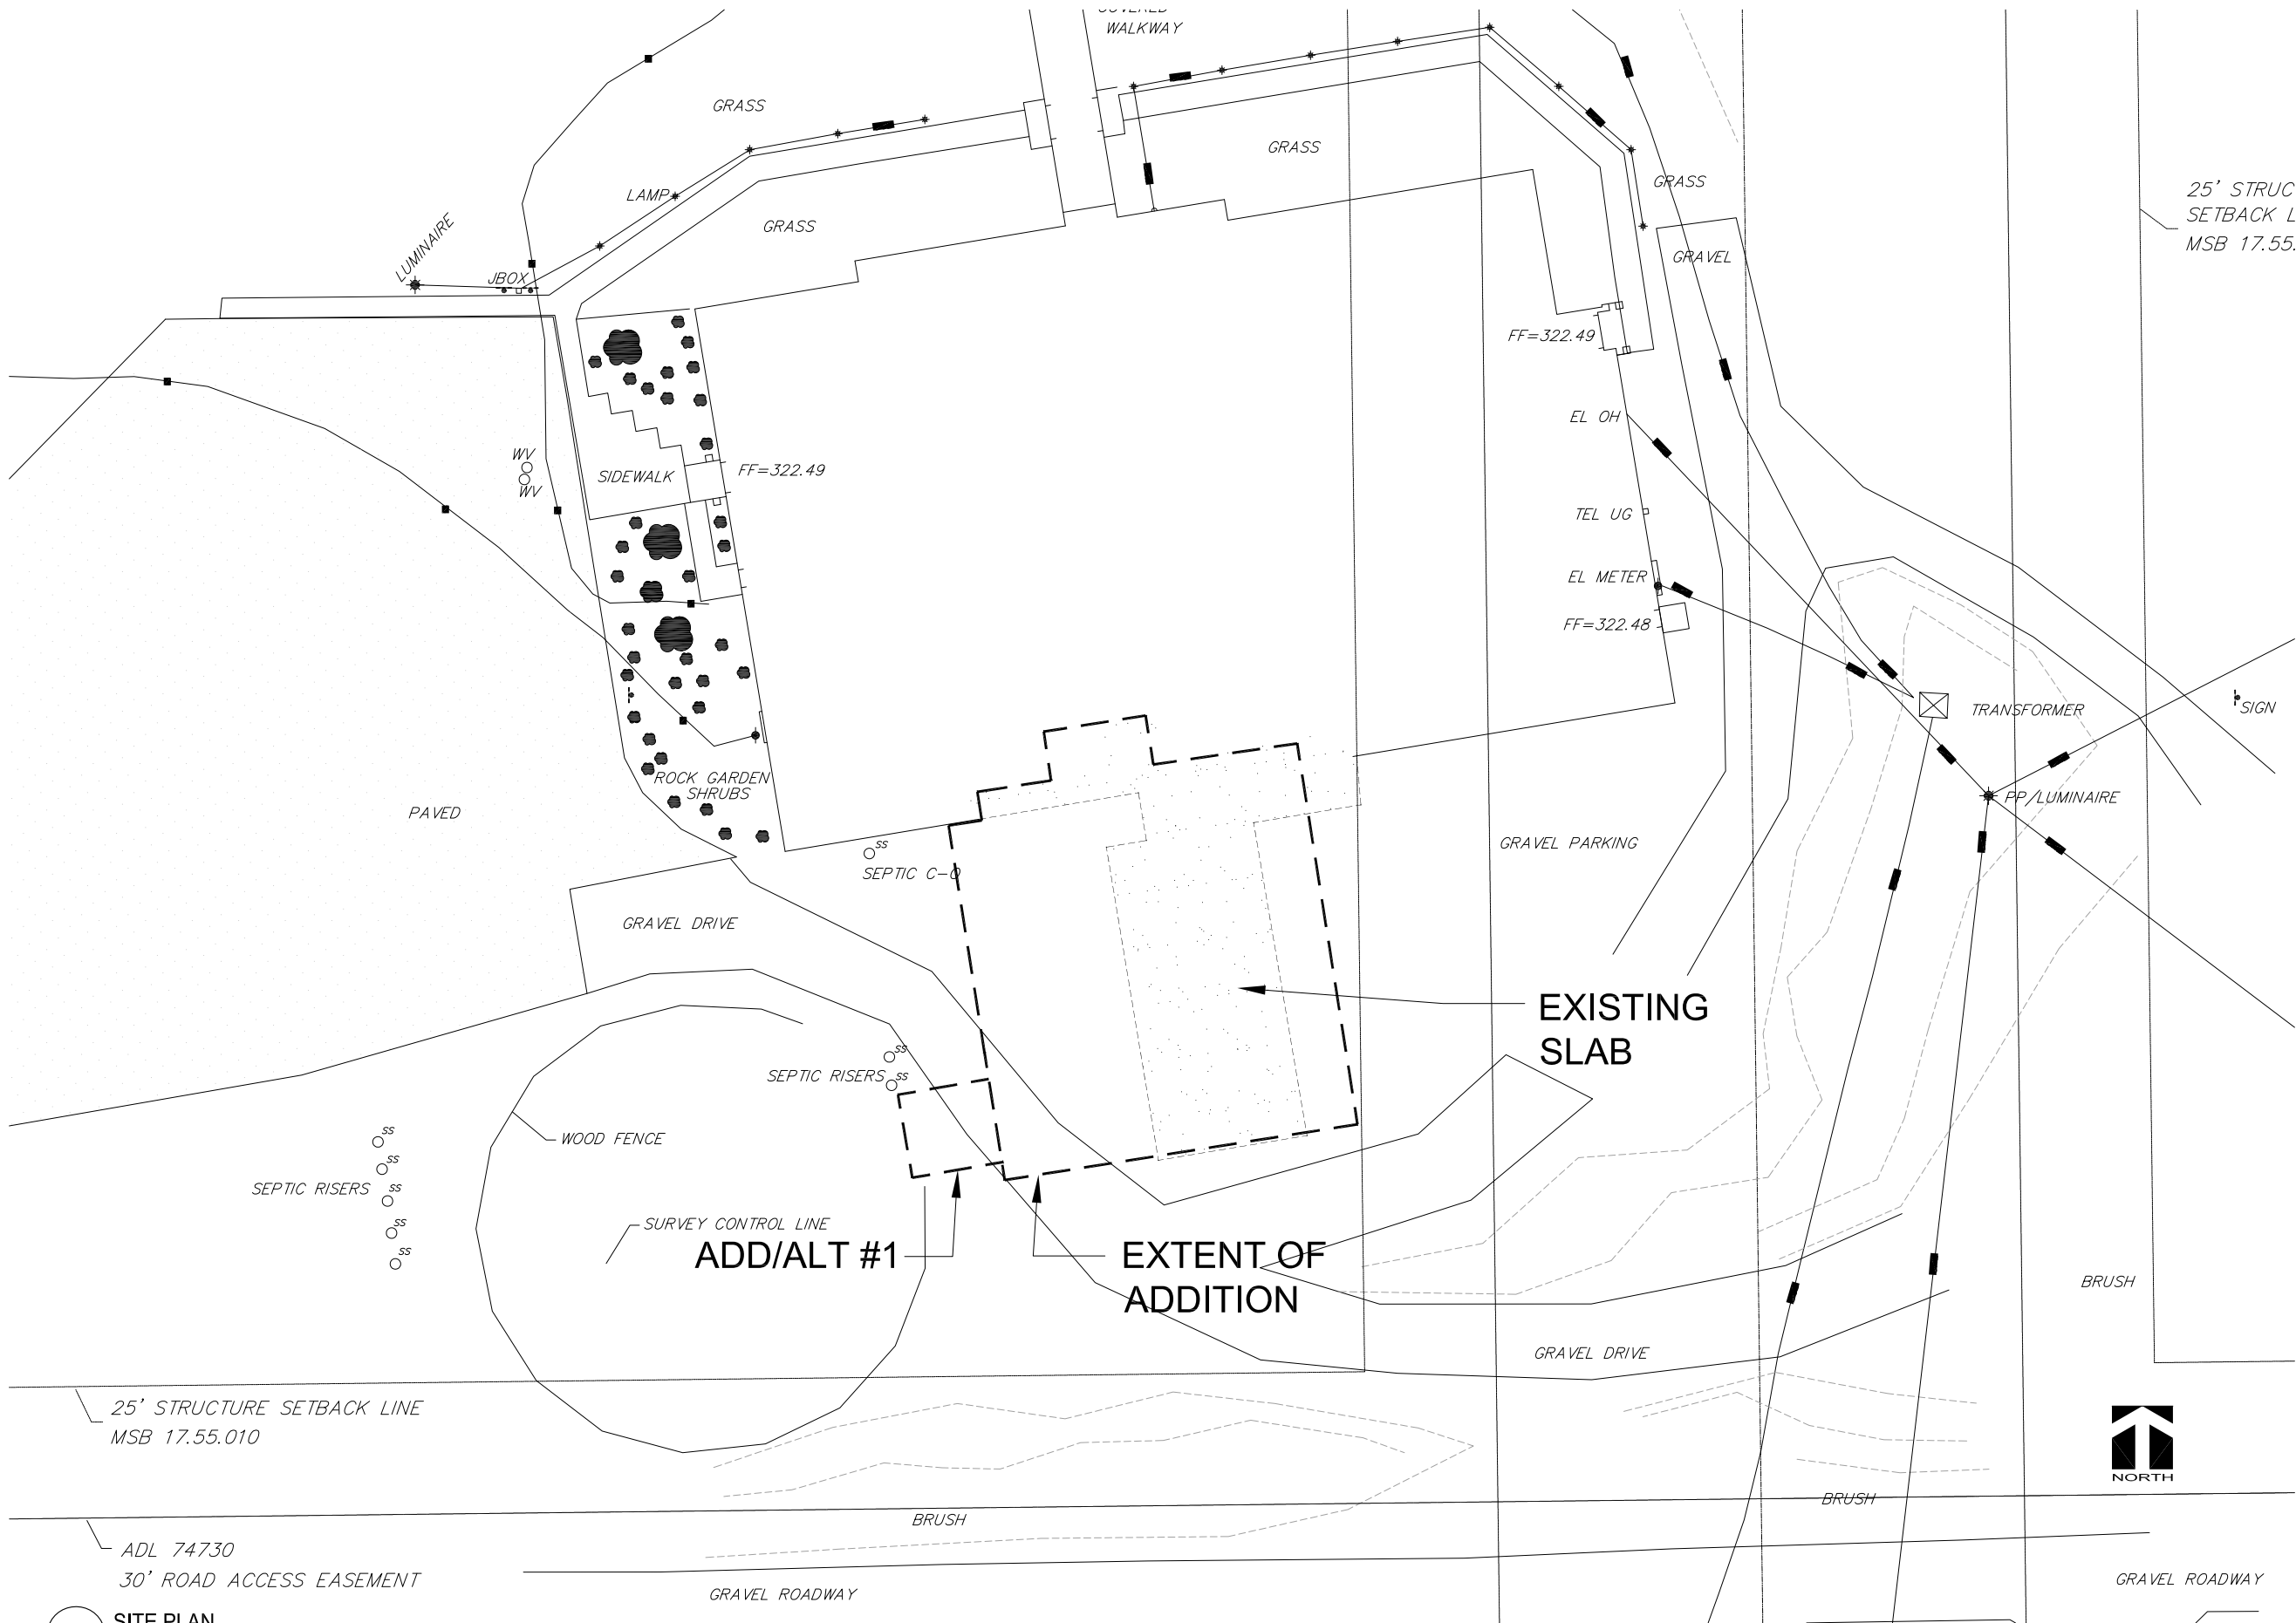 WALKWAY
GRASS
GRASS
GRASS
25' STRUC
SETBACK L
MSB 17.55.
LAMP
GRASS
LUMINAIRE
GRAVEL
JBOX
FF=322.49
EL OH
WV
WV
SIDEWALK
FF=322.49
TEL UG
EL METER
FF=322.48
TRANSFORMER
SIGN
ROCK GARDEN
SHRUBS
PP/LUMINAIRE
PAVED
GRAVEL PARKING
SS
SEPTIC C-O
GRAVEL DRIVE
EXISTING
SLAB
SS
SEPTIC RISERS
SS
WOOD FENCE
SS
SS
SEPTIC RISERS
SS
SS
SS
SURVEY CONTROL LINE
ADD/ALT #1
EXTENT OF
ADDITION
BRUSH
GRAVEL DRIVE
25' STRUCTURE SETBACK LINE
MSB 17.55.010
NORTH
BRUSH
BRUSH
ADL 74730
30' ROAD ACCESS EASEMENT
GRAVEL ROADWAY
GRAVEL ROADWAY
SITE PLAN